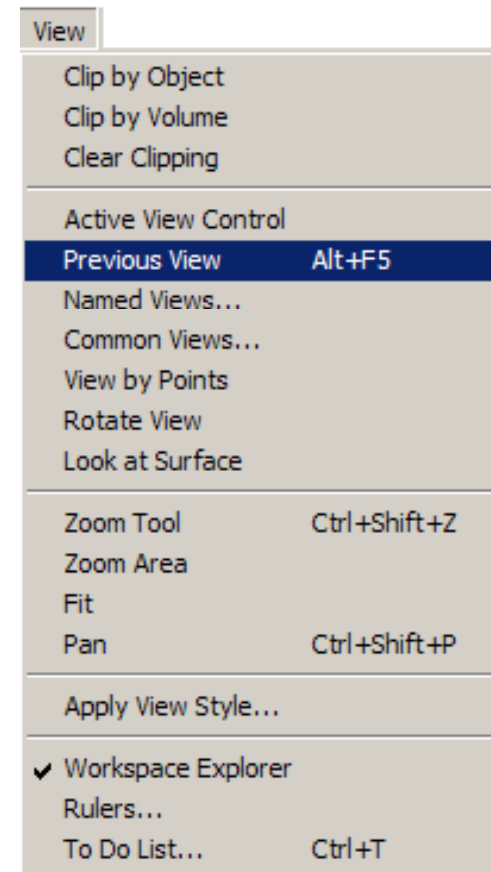 View
Clip by Object
Clip by Volume
Clear Clipping
Active View Control
Previous View Alt+F5
Named Views...
Common Views...
View by Points
Rotate View
Look at Surface
Zoom Tool Ctrl+Shift+Z
Zoom Area
Fit
Pan Ctrl+Shift+P
Apply View Style...
Workspace Explorer
Rulers...
To Do List... Ctrl+T